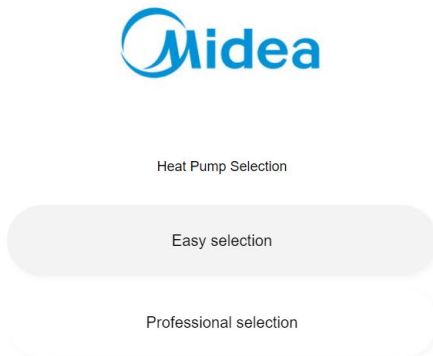 Midea
Heat Pump Selection
Easy selection
Professional selection